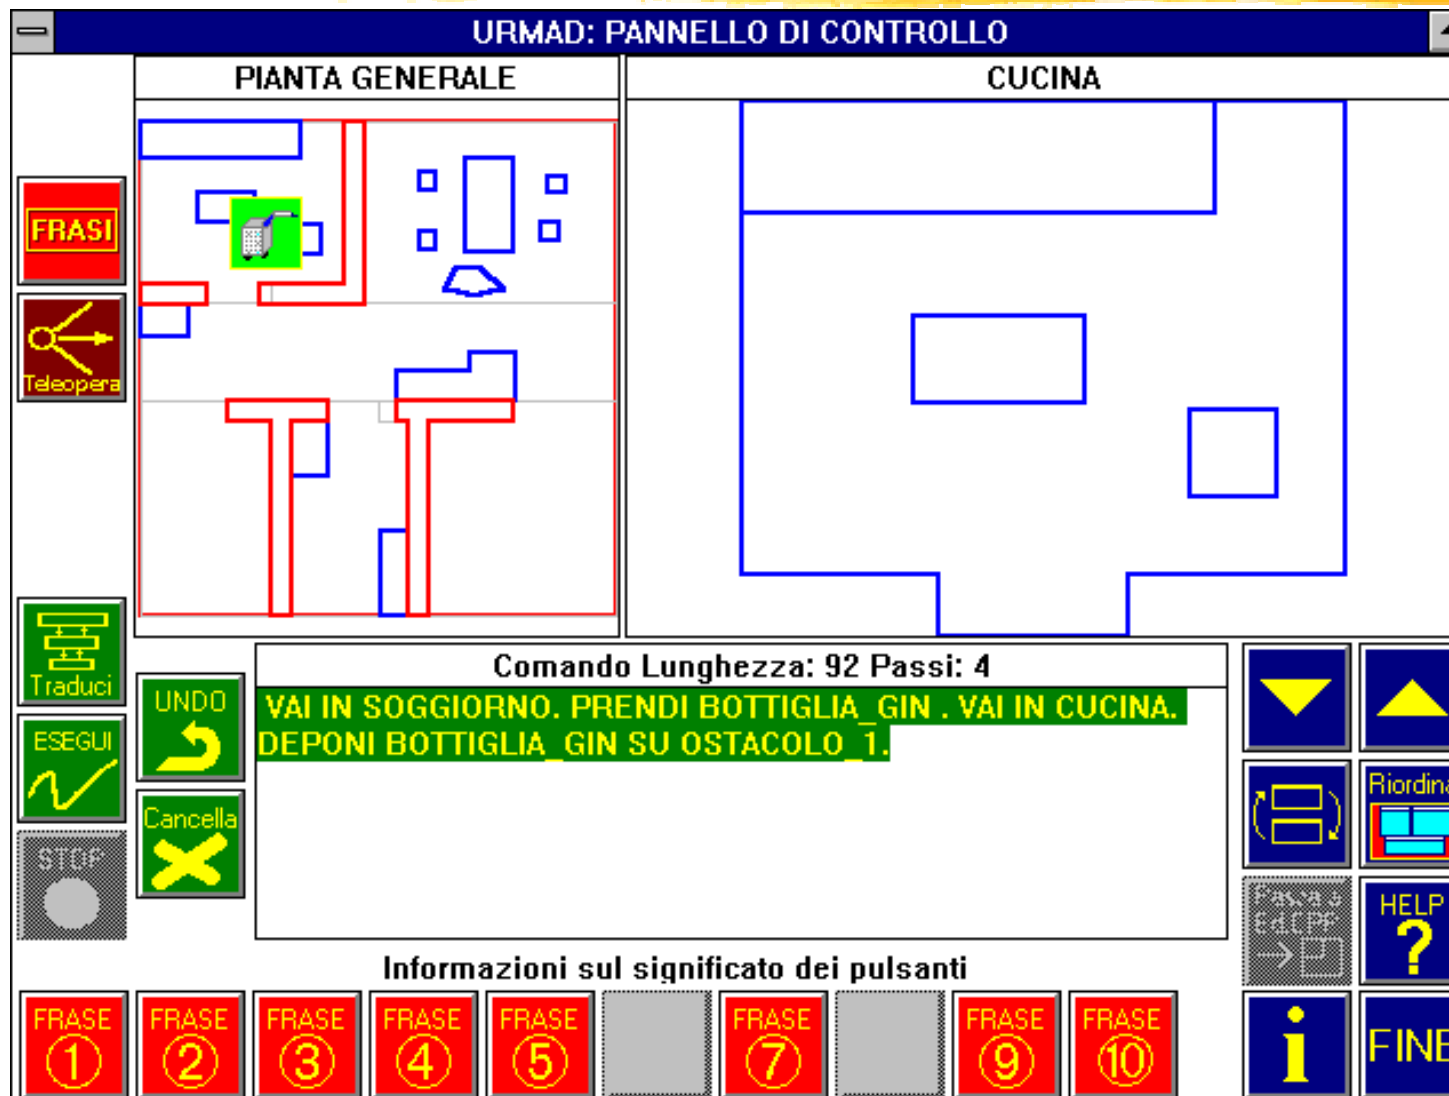 URMAD: PANNELLO DI CONTROLLO
PIANTA GENERALE
CUCINA
FRASI
Teleopera
Traduci
ESEGUI
STOP
UNDO
Cancella
Comando Lunghezza: 92 Passi: 4
VAI IN SOGGIORNO. PRENDI BOTTIGLIA_GIN . VAI IN CUCINA.
DEPONI BOTTIGLIA_GIN SU OSTACOLO_1.
Riordina
Passa a
EdCPF
HELP
?
Informazioni sul significato dei pulsanti
FRASE
1
FRASE
2
FRASE
3
FRASE
4
FRASE
5
FRASE
7
FRASE
9
FRASE
10
i
FINE